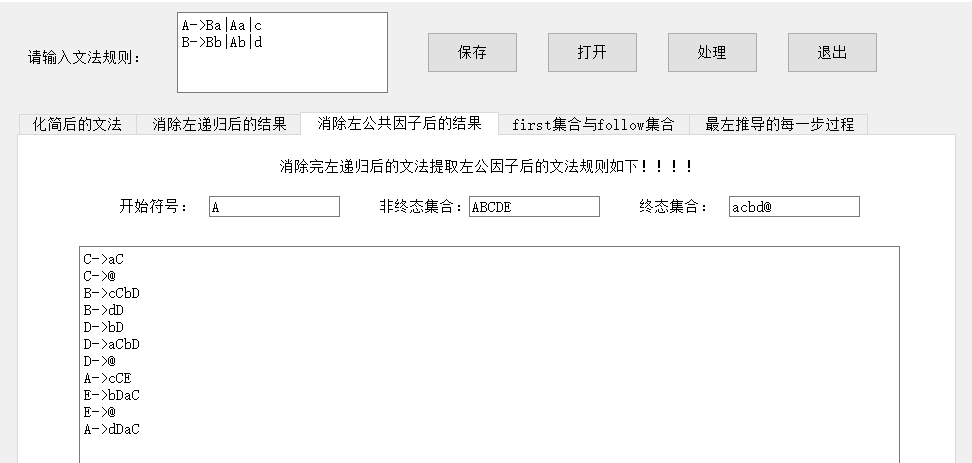 请输入文法规则：
A->Ba|Aa|c
B->Bb|Ab|d
保存
打开
处理
退出
化简后的文法
消除左递归后的结果
消除左公共因子后的结果
first集合与follow集合
最左推导的每一步过程
消除完左递归后的文法提取左公因子后的文法规则如下！！！！
开始符号：
A
非终态集合：
ABCDE
终态集合：
acbd@
C->aC
C->@
B->cCbD
B->dD
D->bD
D->aCbD
D->@
A->cCE
E->bDaC
E->@
A->dDaC